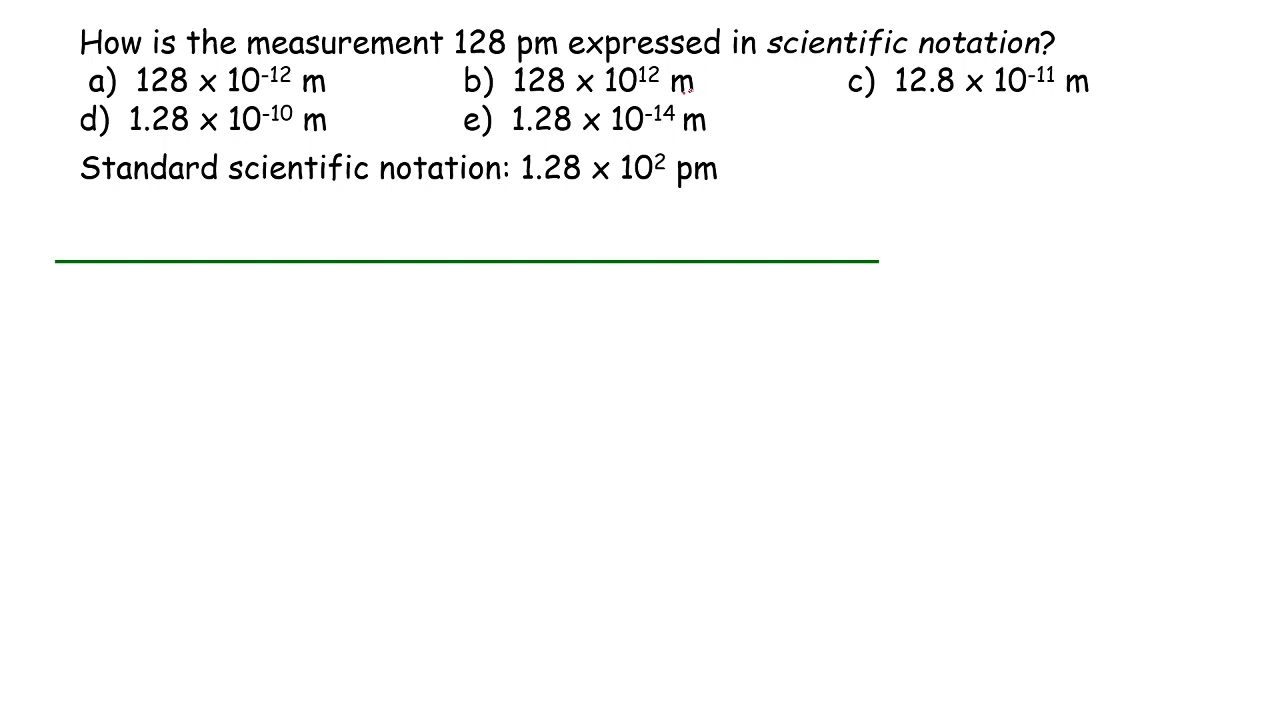 How is the measurement 128 pm expressed in scientific notation?
a) 128 x 10⁻¹² m b) 128 x 10¹² m c) 12.8 x 10⁻¹¹ m
d) 1.28 x 10⁻¹⁰ m e) 1.28 x 10⁻¹⁴ m
Standard scientific notation: 1.28 x 10² pm